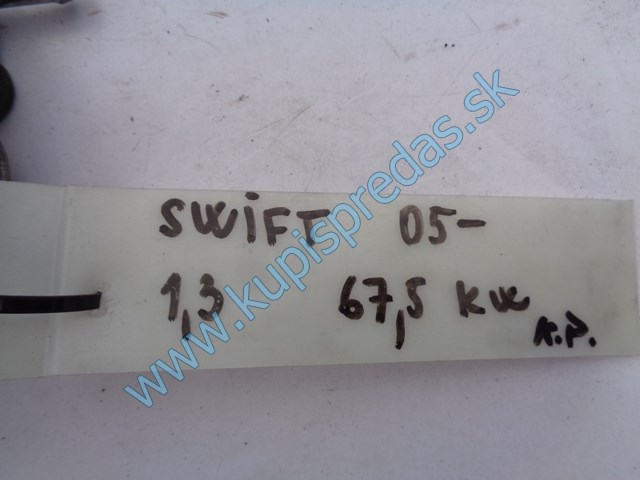 SWiFT 05-
1,3 67,5 kw
K.P.
www.kupispredas.sk